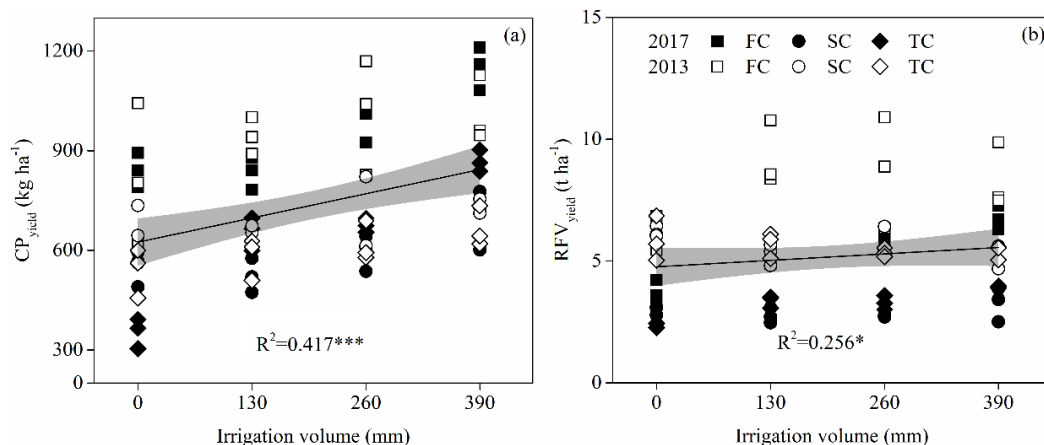 (a)
1200
900
600
300
0
CPyield (kg ha-1)
R2=0.417***
0 130 260 390
Irrigation volume (mm)
(b)
2017 FC SC TC
2013 FC SC TC
15
10
5
0
RFVyield (t ha-1)
R2=0.256*
0 130 260 390
Irrigation volume (mm)